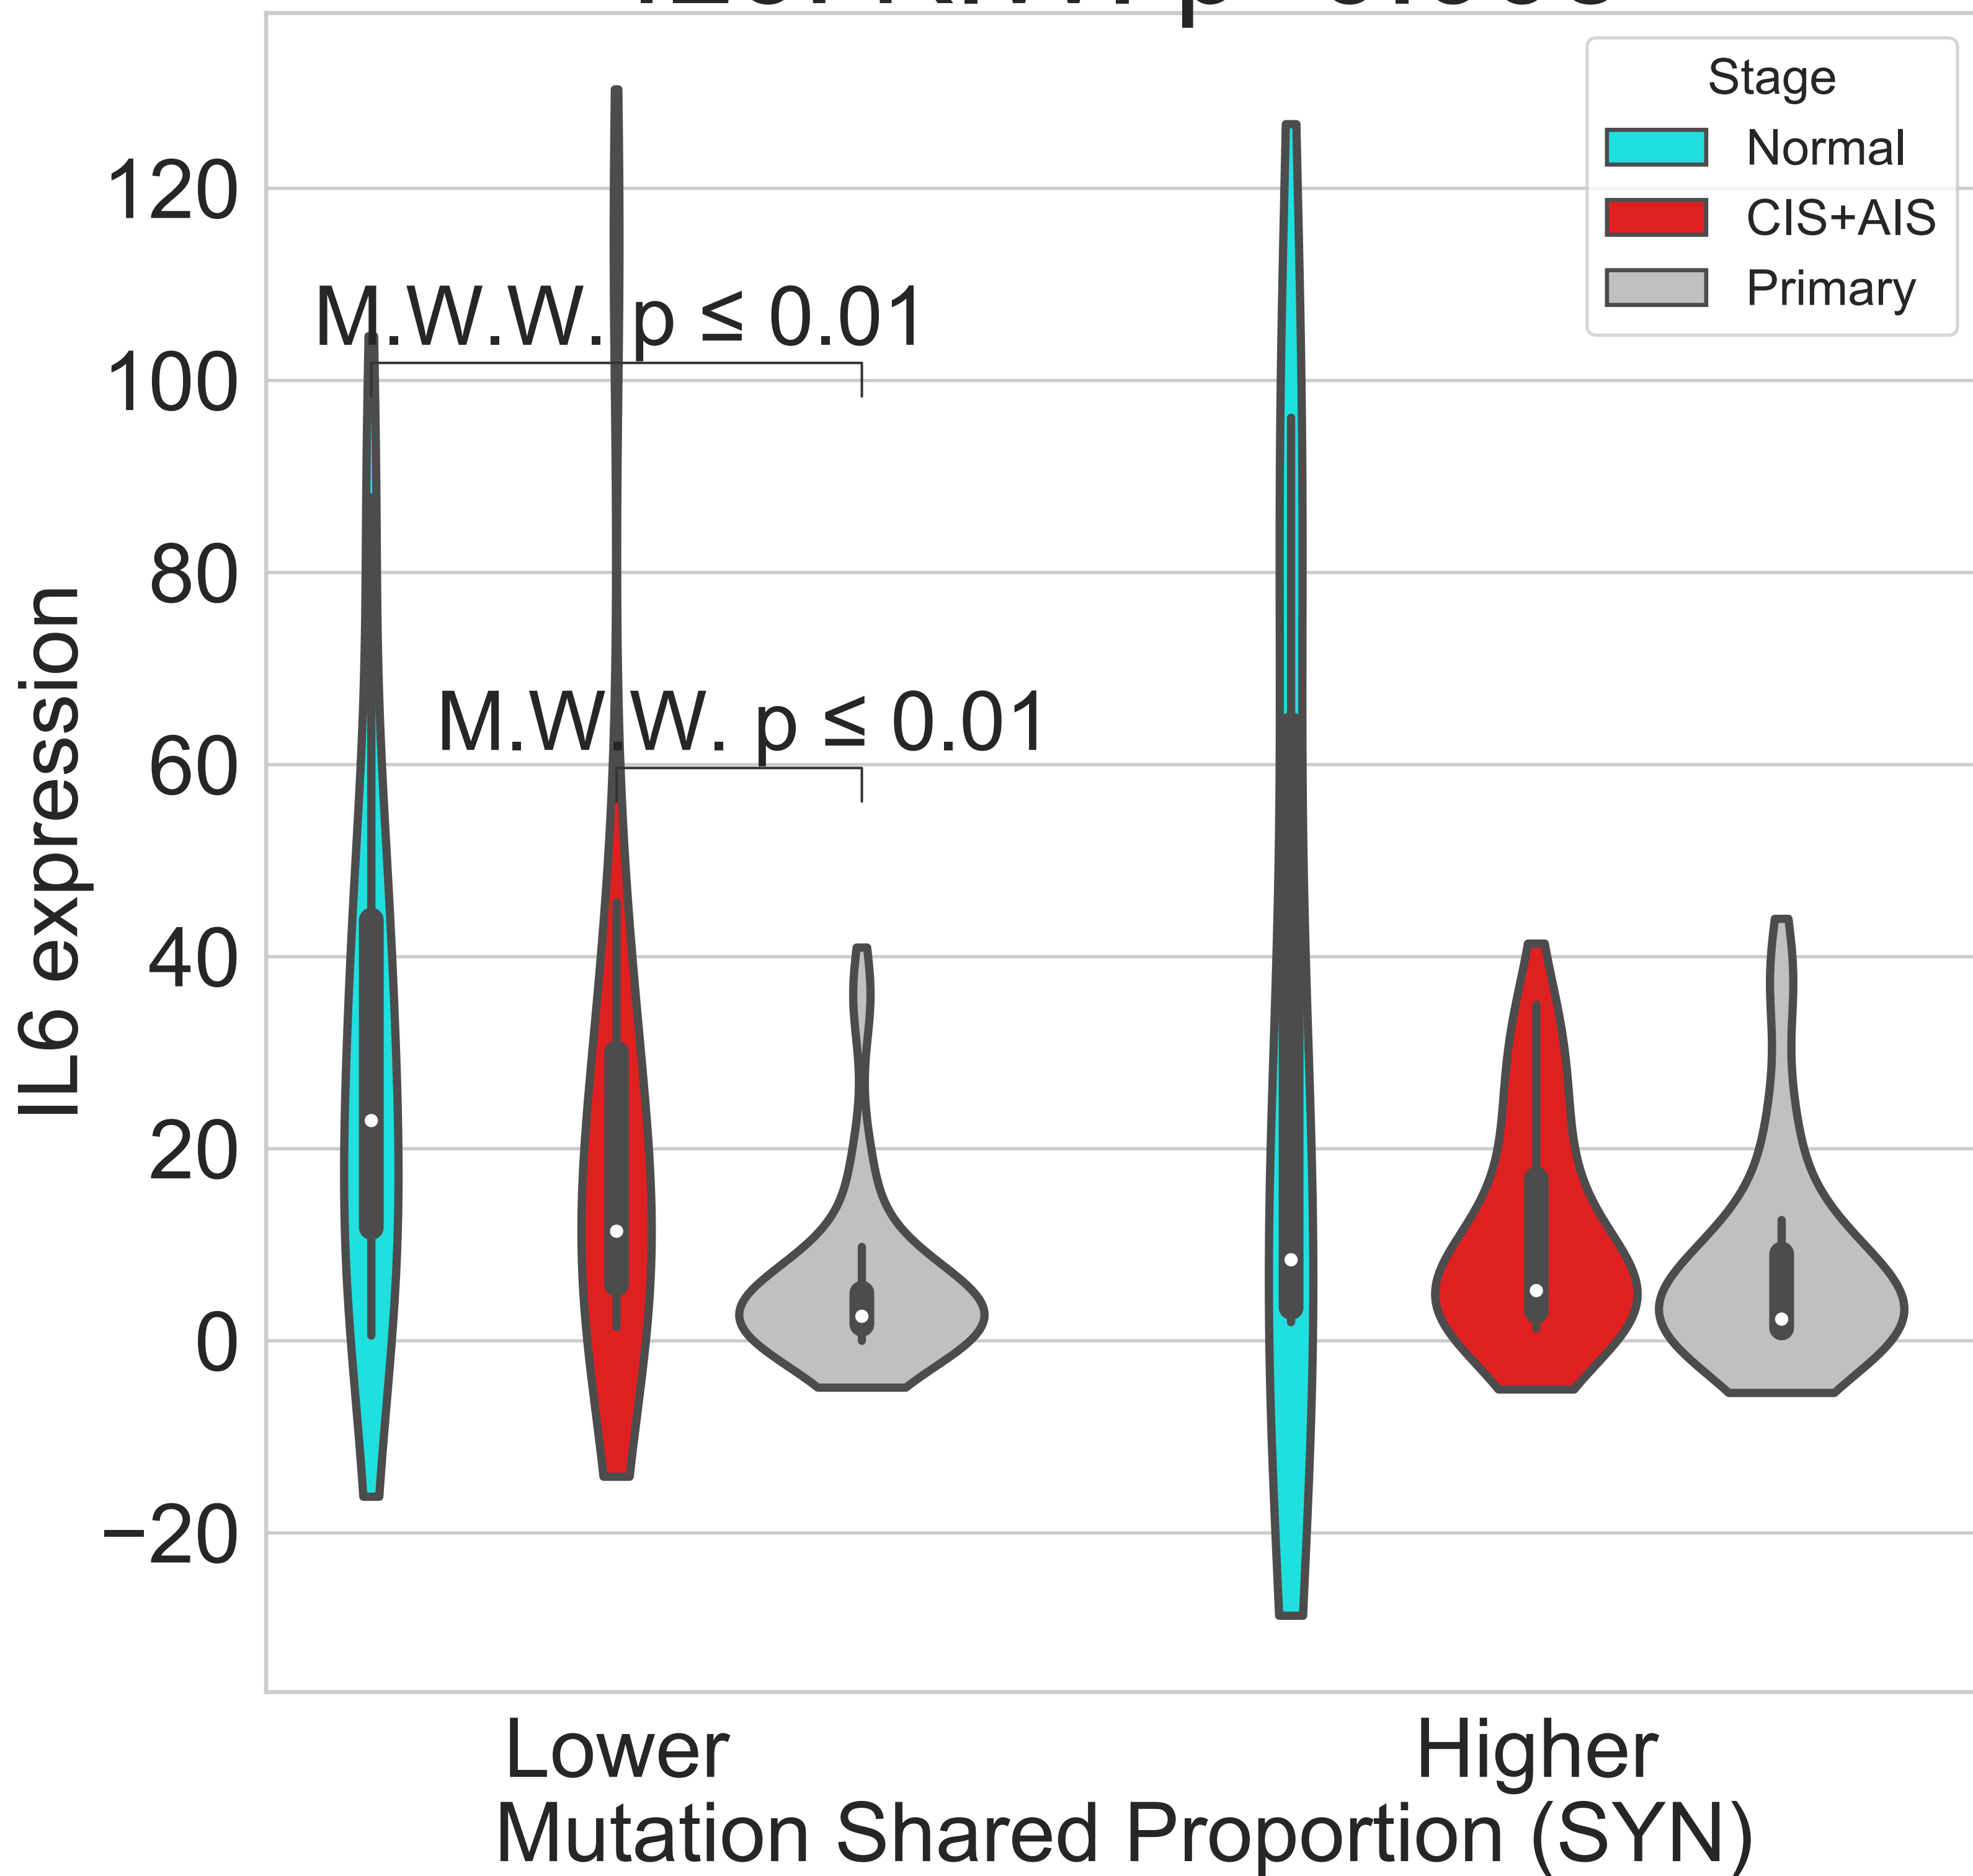 Stage
Normal
CIS+AIS
Primary
120
100
80
60
40
20
0
−20
IL6 expression
M.W.W. p ≤ 0.01
M.W.W. p ≤ 0.01
Lower
Higher
Mutation Shared Proportion (SYN)